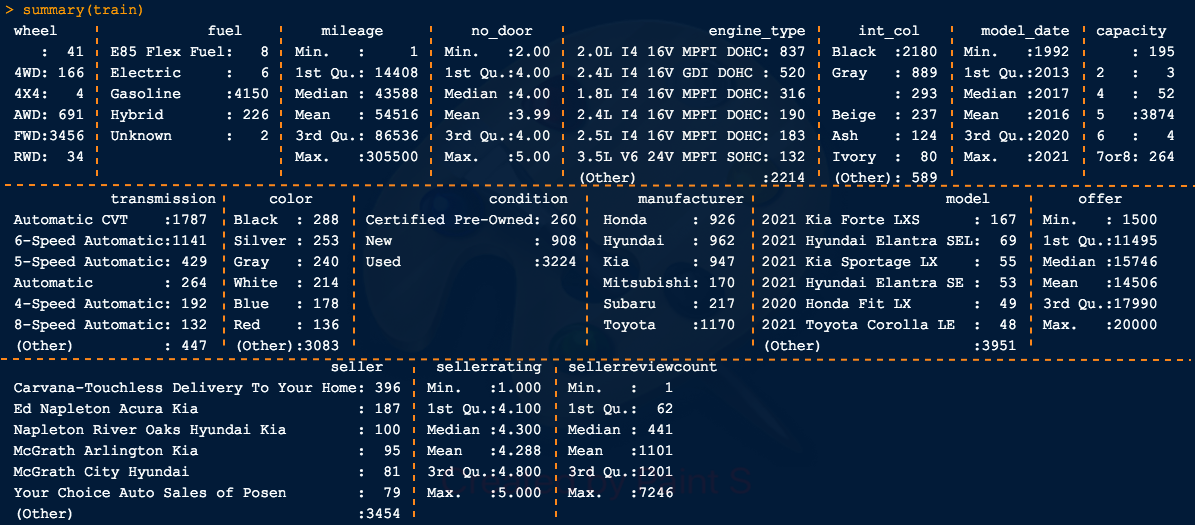 > summary(train)
wheel fuel mileage no_door engine_type int_col model_date capacity
: 41 E85 Flex Fuel: 8 Min. : 1 Min. :2.00 2.0L I4 16V MPFI DOHC: 837 Black :2180 Min. :1992 : 195
4WD: 166 Electric : 6 1st Qu.: 14408 1st Qu.:4.00 2.4L I4 16V GDI DOHC : 520 Gray : 889 1st Qu.:2013 2 : 3
4X4: 4 Gasoline :4150 Median : 43588 Median :4.00 1.8L I4 16V MPFI DOHC: 316 : 293 Median :2017 4 : 52
AWD: 691 Hybrid : 226 Mean : 54516 Mean :3.99 2.4L I4 16V MPFI DOHC: 190 Beige : 237 Mean :2016 5 :3874
FWD:3456 Unknown : 2 3rd Qu.: 86536 3rd Qu.:4.00 2.5L I4 16V MPFI DOHC: 183 Ash : 124 3rd Qu.:2020 6 : 4
RWD: 34 Max. :305500 Max. :5.00 3.5L V6 24V MPFI SOHC: 132 Ivory : 80 Max. :2021 7or8: 264
(Other) :2214 (Other): 589
transmission color condition manufacturer model offer
Automatic CVT :1787 Black : 288 Certified Pre-Owned: 260 Honda : 926 2021 Kia Forte LXS : 167 Min. : 1500
6-Speed Automatic:1141 Silver : 253 New : 908 Hyundai : 962 2021 Hyundai Elantra SEL: 69 1st Qu.:11495
5-Speed Automatic: 429 Gray : 240 Used :3224 Kia : 947 2021 Kia Sportage LX : 55 Median :15746
Automatic : 264 White : 214 Mitsubishi: 170 2021 Hyundai Elantra SE : 53 Mean :14506
4-Speed Automatic: 192 Blue : 178 Subaru : 217 2020 Honda Fit LX : 49 3rd Qu.:17990
8-Speed Automatic: 132 Red : 136 Toyota :1170 2021 Toyota Corolla LE : 48 Max. :20000
(Other) : 447 (Other):3083 (Other) :3951
seller sellerrating sellerreviewcount
Carvana-Touchless Delivery To Your Home: 396 Min. :1.000 Min. : 1
Ed Napleton Acura Kia : 187 1st Qu.:4.100 1st Qu.: 62
Napleton River Oaks Hyundai Kia : 100 Median :4.300 Median : 441
McGrath Arlington Kia : 95 Mean :4.288 Mean :1101
McGrath City Hyundai : 81 3rd Qu.:4.800 3rd Qu.:1201
Your Choice Auto Sales of Posen : 79 Max. :5.000 Max. :7246
(Other) :3454